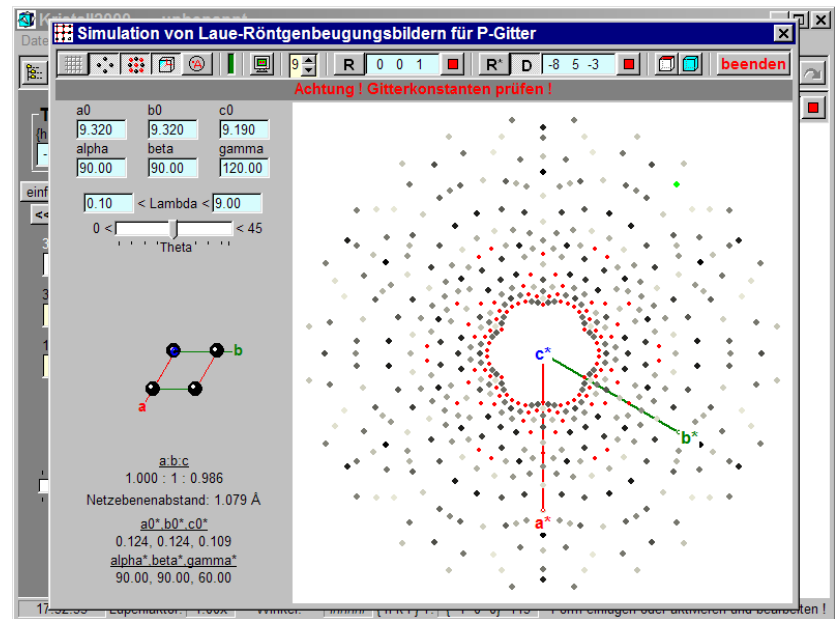 Simulation von Laue-Röntgenbeugungsbildern für P-Gitter
9 R 0 0 1 R* D -8 5 -3 beenden
Achtung ! Gitterkonstanten prüfen !
a0 b0 c0
9.320 9.320 9.190
alpha beta gamma
90.00 90.00 120.00
einf
0.10 < Lambda < 9.00
<<
0 < < 45
'Theta'
c*
b
a
b*
a:b:c
1.000 : 1 : 0.986
Netzebenenabstand: 1.079 Å
a0*,b0*,c0*
0.124, 0.124, 0.109
a*
alpha*,beta*,gamma*
90.00, 90.00, 60.00
Form einfügen oder aktivieren und bearbeiten !